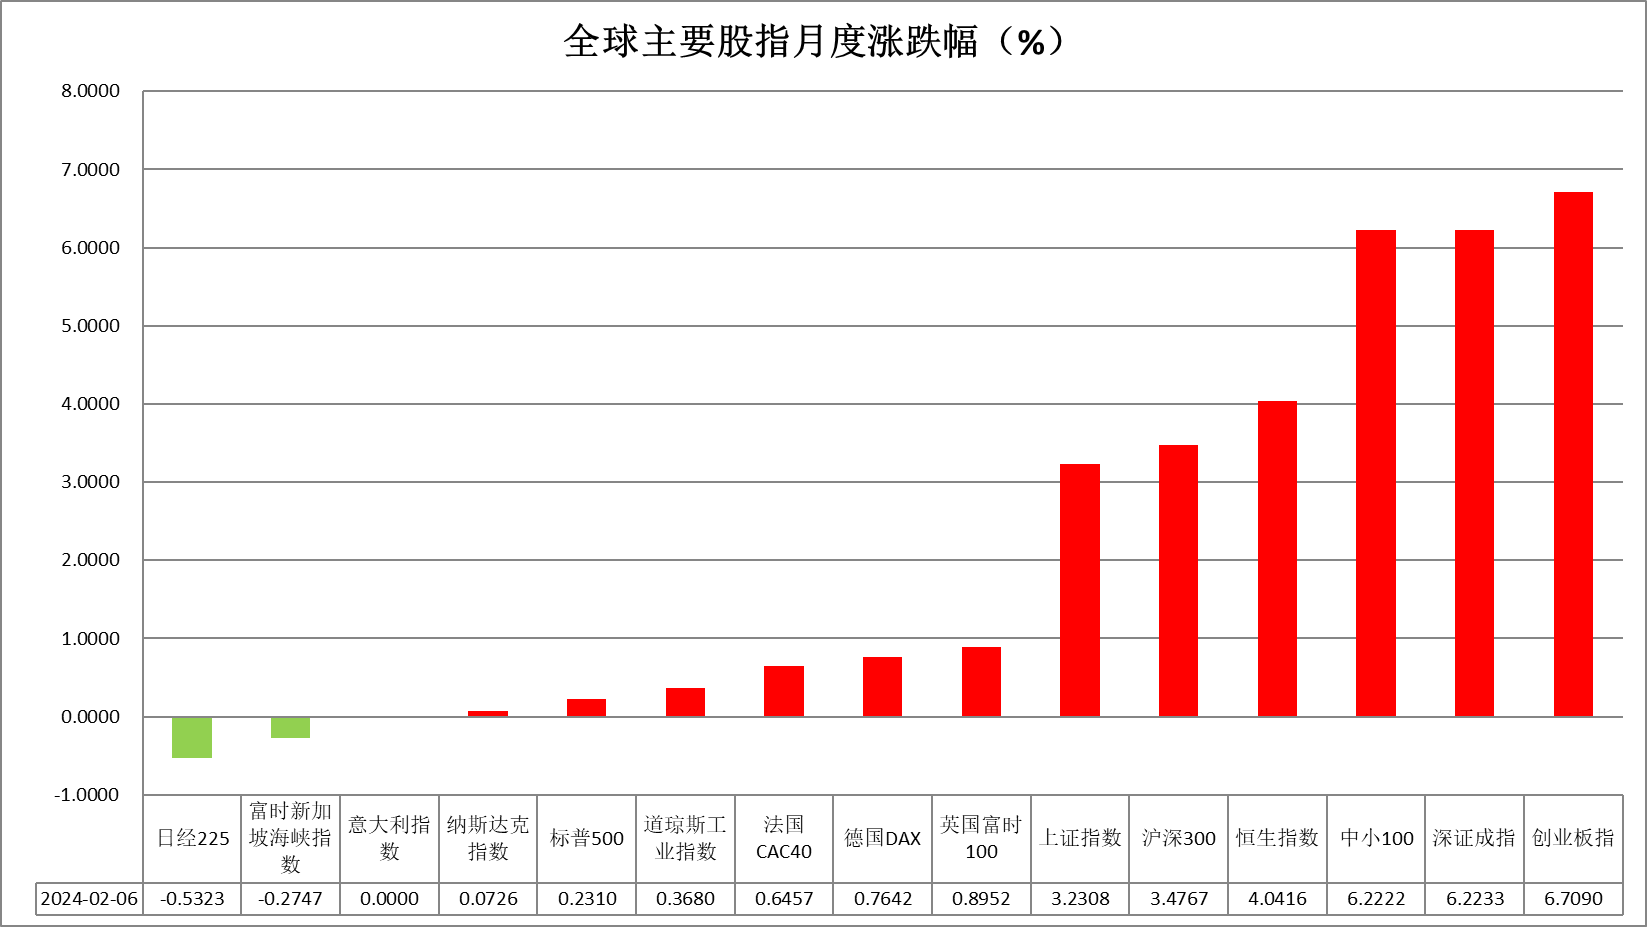 全球主要股指月度涨跌幅（%）
8.0000
7.0000
6.0000
5.0000
4.0000
3.0000
2.0000
1.0000
0.0000
-1.0000
日经225
富时新加
坡海峡指
数
意大利指
数
纳斯达克
指数
标普500
道琼斯工
业指数
法国
CAC40
德国DAX
英国富时
100
上证指数
沪深300
恒生指数
中小100
深证成指
创业板指
2024-02-06 -0.5323 -0.2747 0.0000 0.0726 0.2310 0.3680 0.6457 0.7642 0.8952 3.2308 3.4767 4.0416 6.2222 6.2233 6.7090